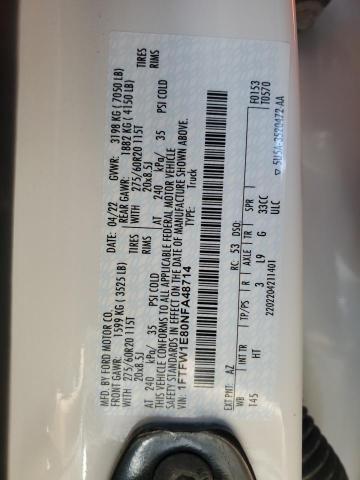 MFD. BY FORD MOTOR CO.
04/22 GVWR: 3198 KG (7050 LB)
FRONT GAWR: REAR GAWR:
1599 KG (3525 LB) 1882 KG (4150 LB)
WITH WITH TIRES
275/60R20 115T 275/60R20 115T
20x8.5J 20x8.5J RIMS
AT 240 kPa/ 35 PSI COLD AT 240 kPa/ 35 PSI COLD
THIS VEHICLE CONFORMS TO ALL APPLICABLE FEDERAL MOTOR VEHICLE
SAFETY STANDARDS IN EFFECT ON THE DATE OF MANUFACTURE SHOWN ABOVE.
VIN: 1FTFW1E80NFA48714 Truck
F0153
T0570
EXT PNT: AZ RC: 53 DSO:
WB INT TR TP/PS R AXLE TR SPR
145 HT 3 L9 G 33CC
2202204211401 ULC
5U5A-3520472-AA